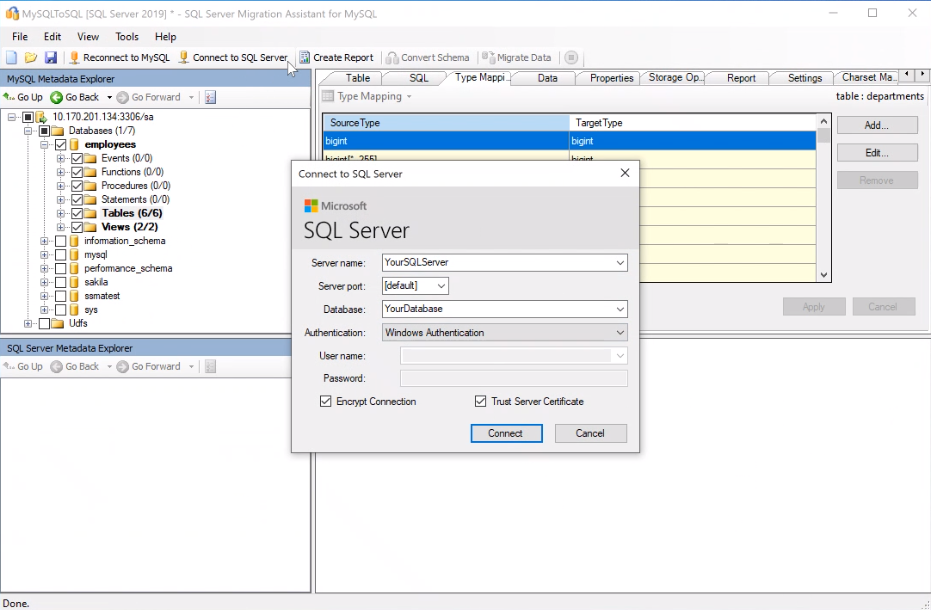 MySQLToSQL [SQL Server 2019] * - SQL Server Migration Assistant for MySQL
File Edit View Tools Help
Reconnect to MySQL Connect to SQL Server Create Report Convert Schema Migrate Data
MySQL Metadata Explorer
Go Up Go Back Go Forward
10.170.201.134:3306/sa
Databases (1/7)
employees
Events (0/0)
Functions (0/0)
Procedures (0/0)
Statements (0/0)
Tables (6/6)
Views (2/2)
information_schema
mysql
performance_schema
sakila
ssmatest
sys
Udfs
SQL Server Metadata Explorer
Go Up Go Back Go Forward
Table SQL Type Mappi... Data Properties Storage Op... Report Settings Charset Ma...
Type Mapping table : departments
SourceType TargetType
bigint bigint
bigint[*..255] bigint
Add...
Edit...
Remove
Apply Cancel
Connect to SQL Server
Microsoft
SQL Server
Server name: YourSQLServer
Server port: [default]
Database: YourDatabase
Authentication: Windows Authentication
User name:
Password:
Encrypt Connection Trust Server Certificate
Connect Cancel
Done.